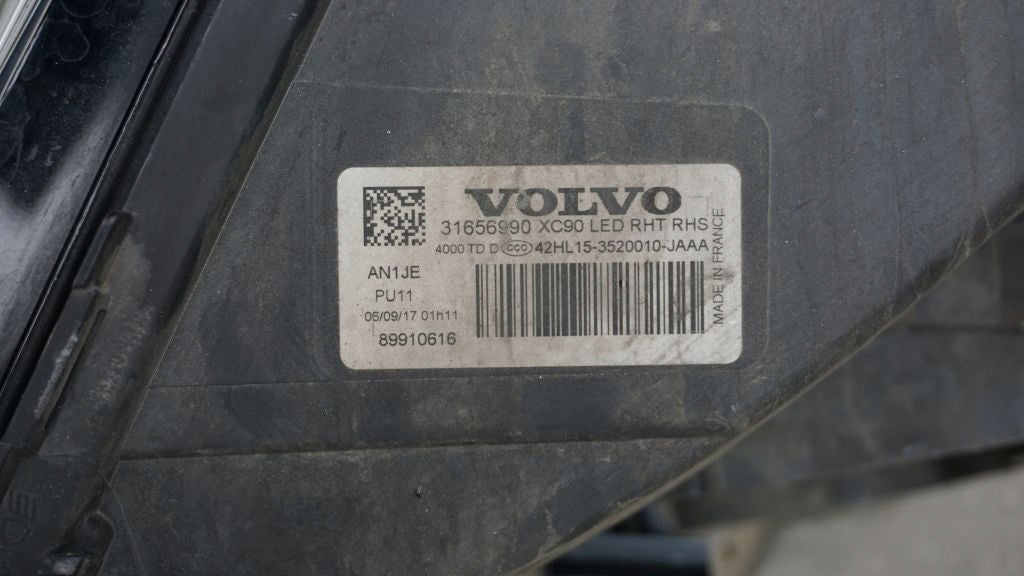 VOLVO
31656990 XC90 LED RHT RHS
4000 TD D CCC 42HL15-3520010-JAAA
AN1JE
PU11
06/09/17 01h11
89910616
MADE IN FRANCE